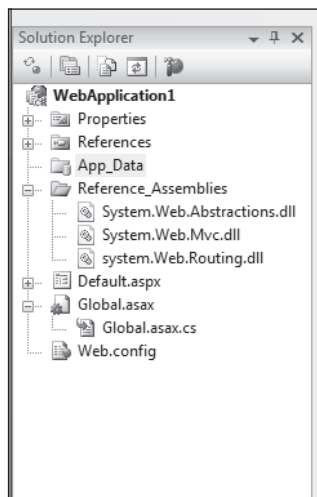 Solution Explorer
WebApplication1
Properties
References
App_Data
Reference_Assemblies
System.Web.Abstractions.dll
System.Web.Mvc.dll
system.Web.Routing.dll
Default.aspx
Global.asax
Global.asax.cs
Web.config